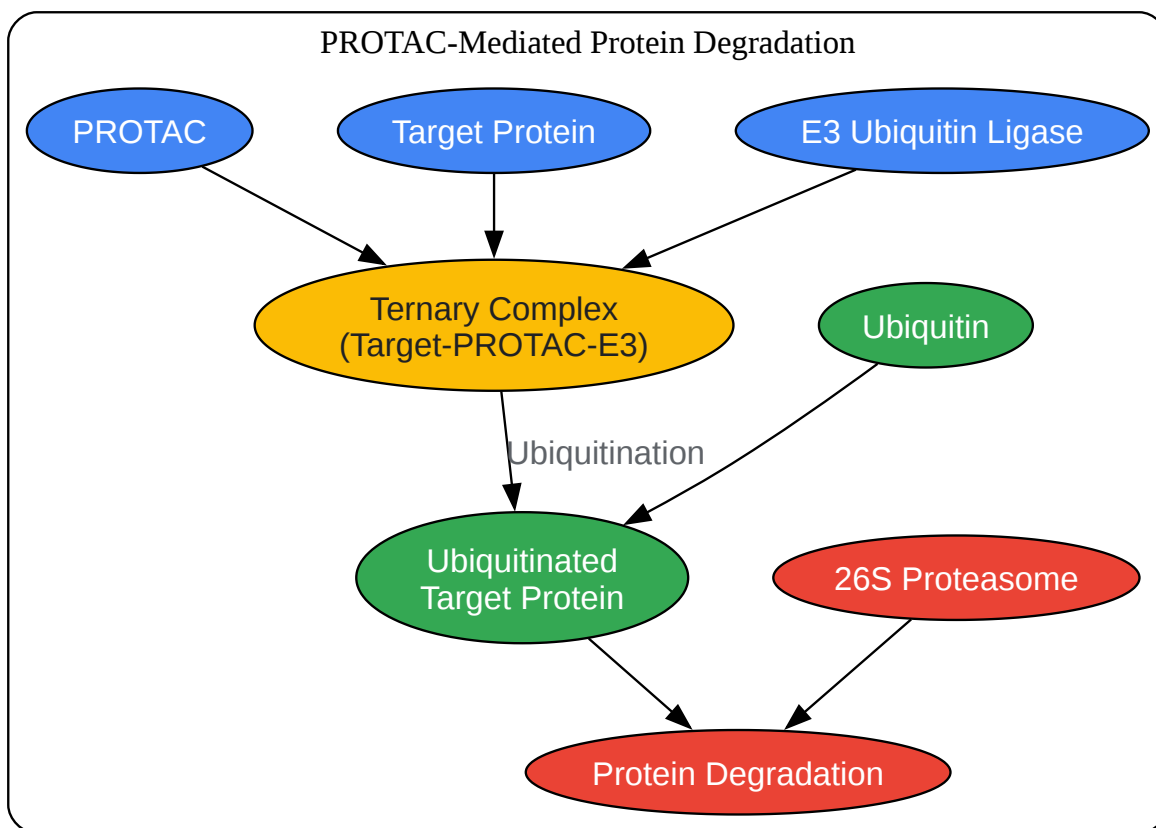 PROTAC-Mediated Protein Degradation
PROTAC
Target Protein
E3 Ubiquitin Ligase
Ternary Complex
(Target-PROTAC-E3)
Ubiquitin
Ubiquitination
Ubiquitinated
Target Protein
26S Proteasome
Protein Degradation